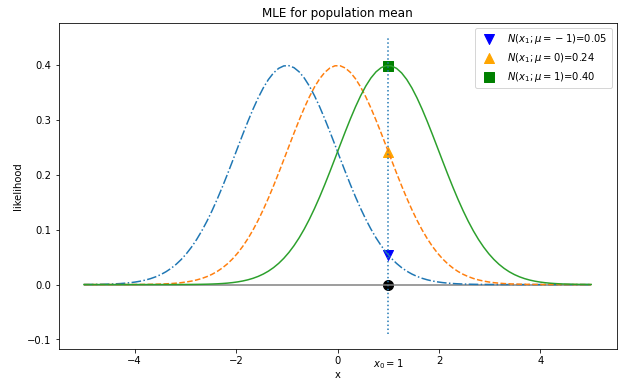 MLE for population mean
N(x₁; μ = −1)=0.05
N(x₁; μ = 0)=0.24
N(x₁; μ = 1)=0.40
likelihood
0.4
0.3
0.2
0.1
0.0
−0.1
−4
−2
0
2
4
x₀ = 1
x